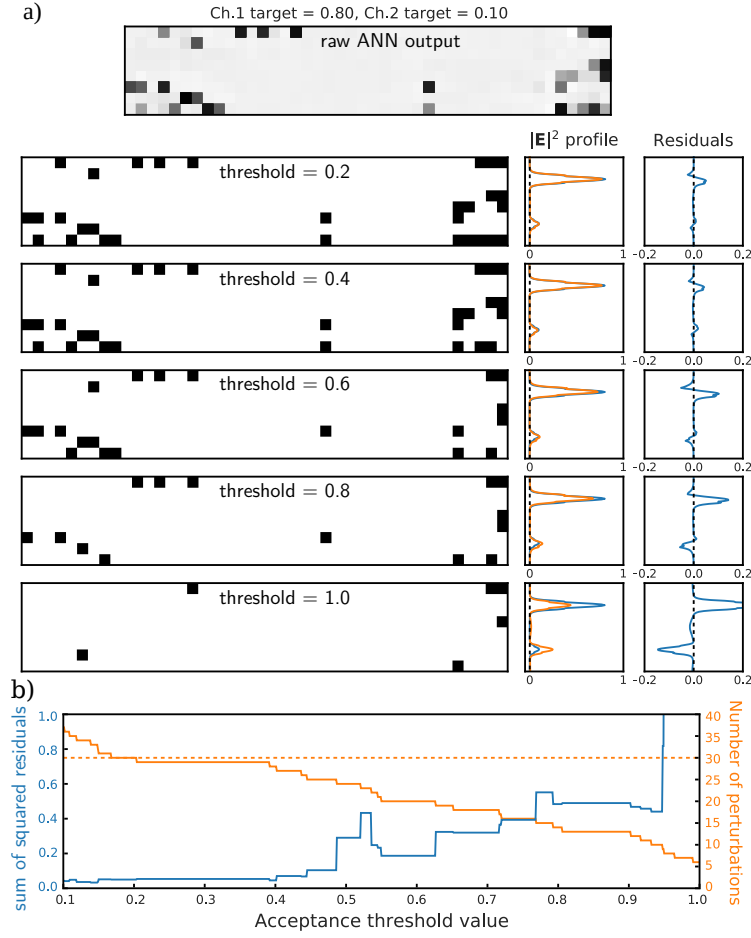 a)
Ch.1 target = 0.80, Ch.2 target = 0.10
raw ANN output
|E|² profile
Residuals
threshold = 0.2
0 1
-0.2 0.0 0.2
threshold = 0.4
0 1
-0.2 0.0 0.2
threshold = 0.6
0 1
-0.2 0.0 0.2
threshold = 0.8
0 1
-0.2 0.0 0.2
threshold = 1.0
0 1
-0.2 0.0 0.2
b)
sum of squared residuals
1.0
0.8
0.6
0.4
0.2
0.0
40
35
30
25
20
15
10
5
0
Number of perturbations
0.1 0.2 0.3 0.4 0.5 0.6 0.7 0.8 0.9 1.0
Acceptance threshold value